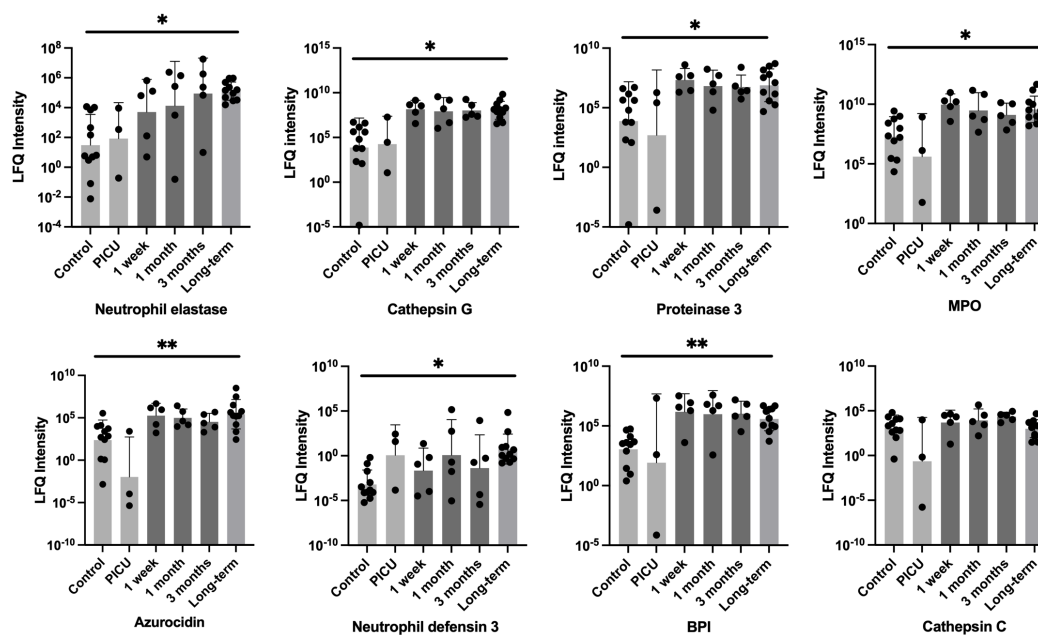 *
10^8
10^6
10^4
10^2
10^0
10^-2
10^-4
LFQ Intensity
Control
PICU
1 week
1 month
3 months
Long-term
Neutrophil elastase
*
10^15
10^10
10^5
10^0
10^-5
LFQ Intensity
Control
PICU
1 week
1 month
3 months
Long-term
Cathepsin G
*
10^10
10^5
10^0
10^-5
LFQ intensity
Control
PICU
1 week
1 month
3 months
Long-term
Proteinase 3
*
10^15
10^10
10^5
10^0
LFQ Intensity
Control
PICU
1 week
1 month
3 months
Long-term
MPO
**
10^10
10^5
10^0
10^-5
10^-10
LFQ Intensity
Control
PICU
1 week
1 month
3 months
Long-term
Azurocidin
*
10^10
10^5
10^0
10^-5
10^-10
LFQ Intensity
Control
PICU
1 week
1 month
3 months
Long-term
Neutrophil defensin 3
**
10^10
10^5
10^0
10^-5
LFQ Intensity
Control
PICU
1 week
1 month
3 months
Long-term
BPI
10^10
10^5
10^0
10^-5
10^-10
LFQ Intensity
Control
PICU
1 week
1 month
3 months
Long-term
Cathepsin C